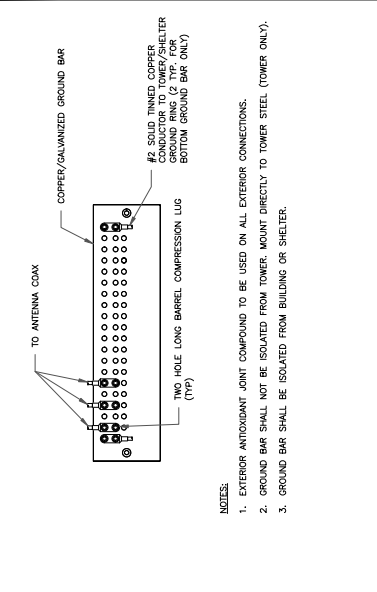 COPPER/GALVANIZED GROUND BAR
TO ANTENNA COAX
#2 SOLID TINNED COPPER
CONDUCTOR TO TOWER/SHELTER
GROUND RING (2 TYP. FOR
BOTTOM GROUND BAR ONLY)
TWO HOLE LONG BARREL COMPRESSION LUG
(TYP)
NOTES:
1. EXTERIOR ANTIOXIDANT JOINT COMPOUND TO BE USED ON ALL EXTERIOR CONNECTIONS.
2. GROUND BAR SHALL NOT BE ISOLATED FROM TOWER. MOUNT DIRECTLY TO TOWER STEEL (TOWER ONLY).
3. GROUND BAR SHALL BE ISOLATED FROM BUILDING OR SHELTER.